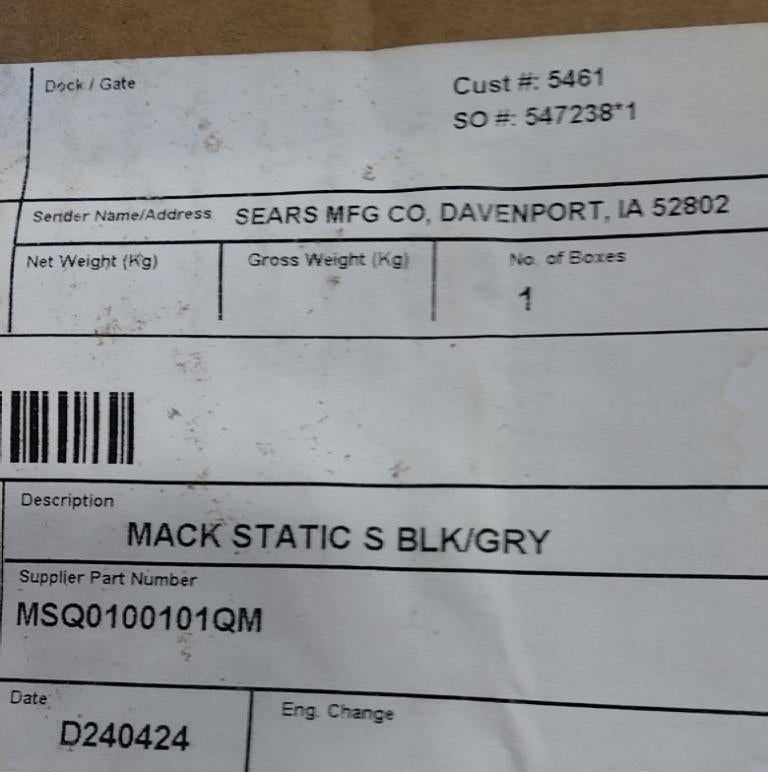 Dock / Gate
Cust #: 5461
SO #: 547238*1
Sender Name/Address SEARS MFG CO, DAVENPORT, IA 52802
Net Weight (Kg) Gross Weight (Kg) No. of Boxes
1
Description
MACK STATIC S BLK/GRY
Supplier Part Number
MSQ0100101QM
Date Eng. Change
D240424